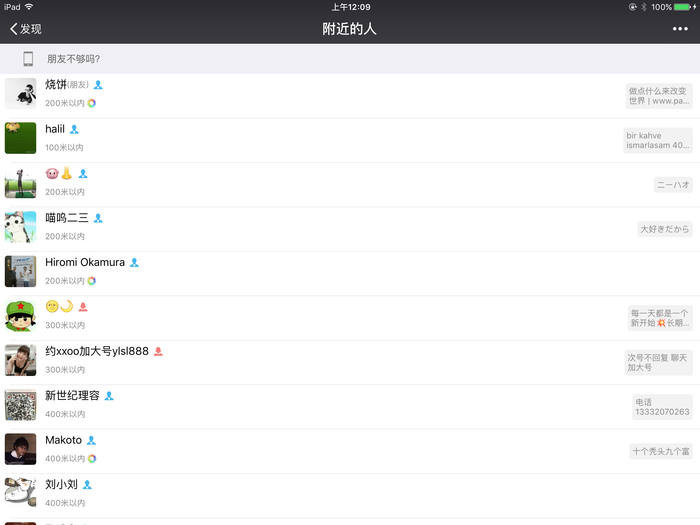 iPad 上午12:09 100%
发现 附近的人
朋友不够吗?
烧饼(朋友)
200米以内
做点什么来改变
世界 | www.pa...
halil
100米以内
bir kahve
ismarlasam 40...
200米以内
二一ハオ
喵呜二三
200米以内
大好きだから
Hiromi Okamura
200米以内
300米以内
每一天都是一个
新开始💥长期...
约xxoo加大号ylsl888
300米以内
次号不回复 聊天
加大号
新世纪理容
400米以内
电话
13332070263
Makoto
400米以内
十个秃头九个富
刘小刘
400米以内